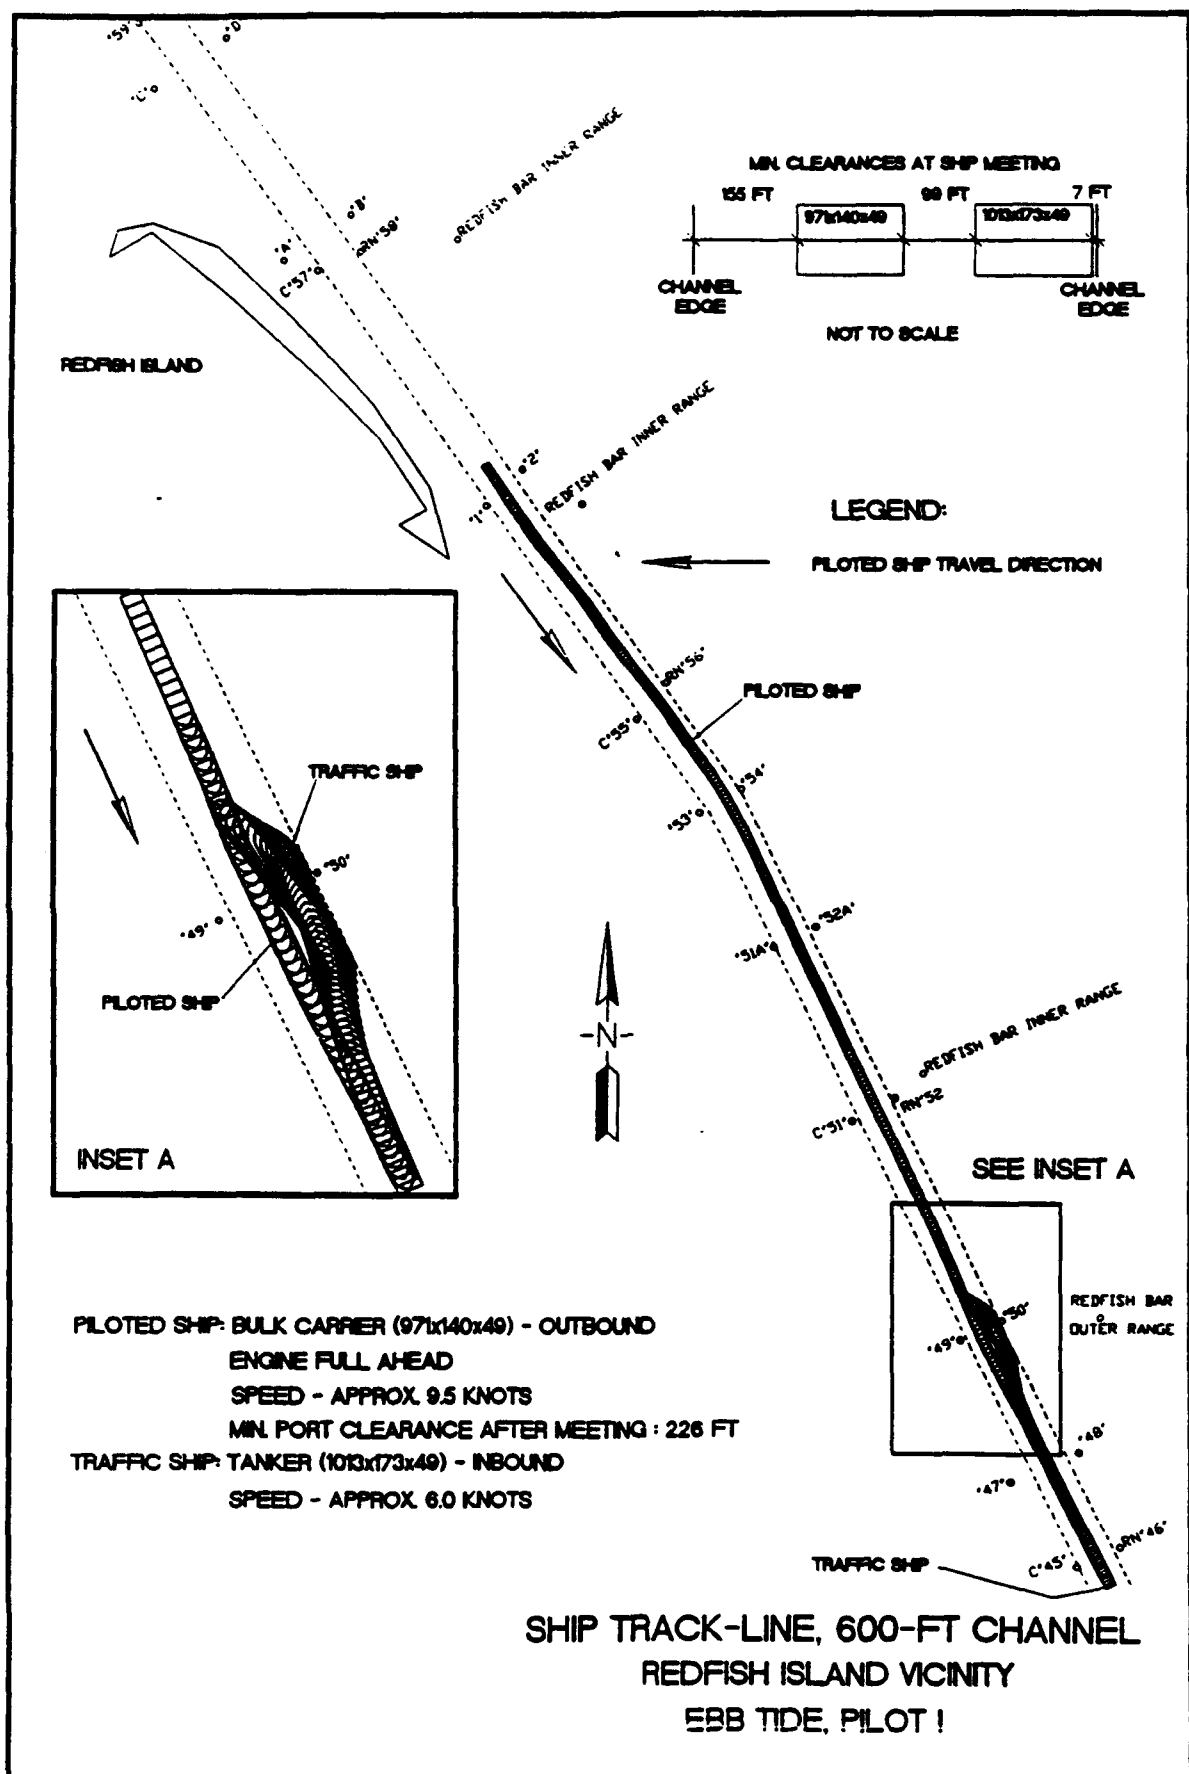 "59"
"D"
"C"
REDFISH BAR INNER RANGE
"B"
RN"58"
"A"
C"57"
MIN. CLEARANCES AT SHIP MEETING
155 FT
99 FT
7 FT
971x140x49
1013x173x49
CHANNEL EDGE
CHANNEL EDGE
NOT TO SCALE
REDFISH ISLAND
REDFISH BAR INNER RANGE
"2"
"1"
LEGEND:
PILOTED SHIP TRAVEL DIRECTION
RN"56"
PILOTED SHIP
C"55"
"54"
"53"
TRAFFIC SHIP
"50"
"49"
PILOTED SHIP
INSET A
"52A"
"51A"
-N-
REDFISH BAR INNER RANGE
RN"52
C"51"
SEE INSET A
"50"
"49"
REDFISH BAR
OUTER RANGE
"48"
"47"
RN"46"
C"45"
TRAFFIC SHIP
PILOTED SHIP: BULK CARRIER (971x140x49) - OUTBOUND
ENGINE FULL AHEAD
SPEED - APPROX. 9.5 KNOTS
MIN. PORT CLEARANCE AFTER MEETING : 226 FT
TRAFFIC SHIP: TANKER (1013x173x49) - INBOUND
SPEED - APPROX. 6.0 KNOTS
SHIP TRACK-LINE, 600-FT CHANNEL
REDFISH ISLAND VICINITY
EBB TIDE, PILOT 1